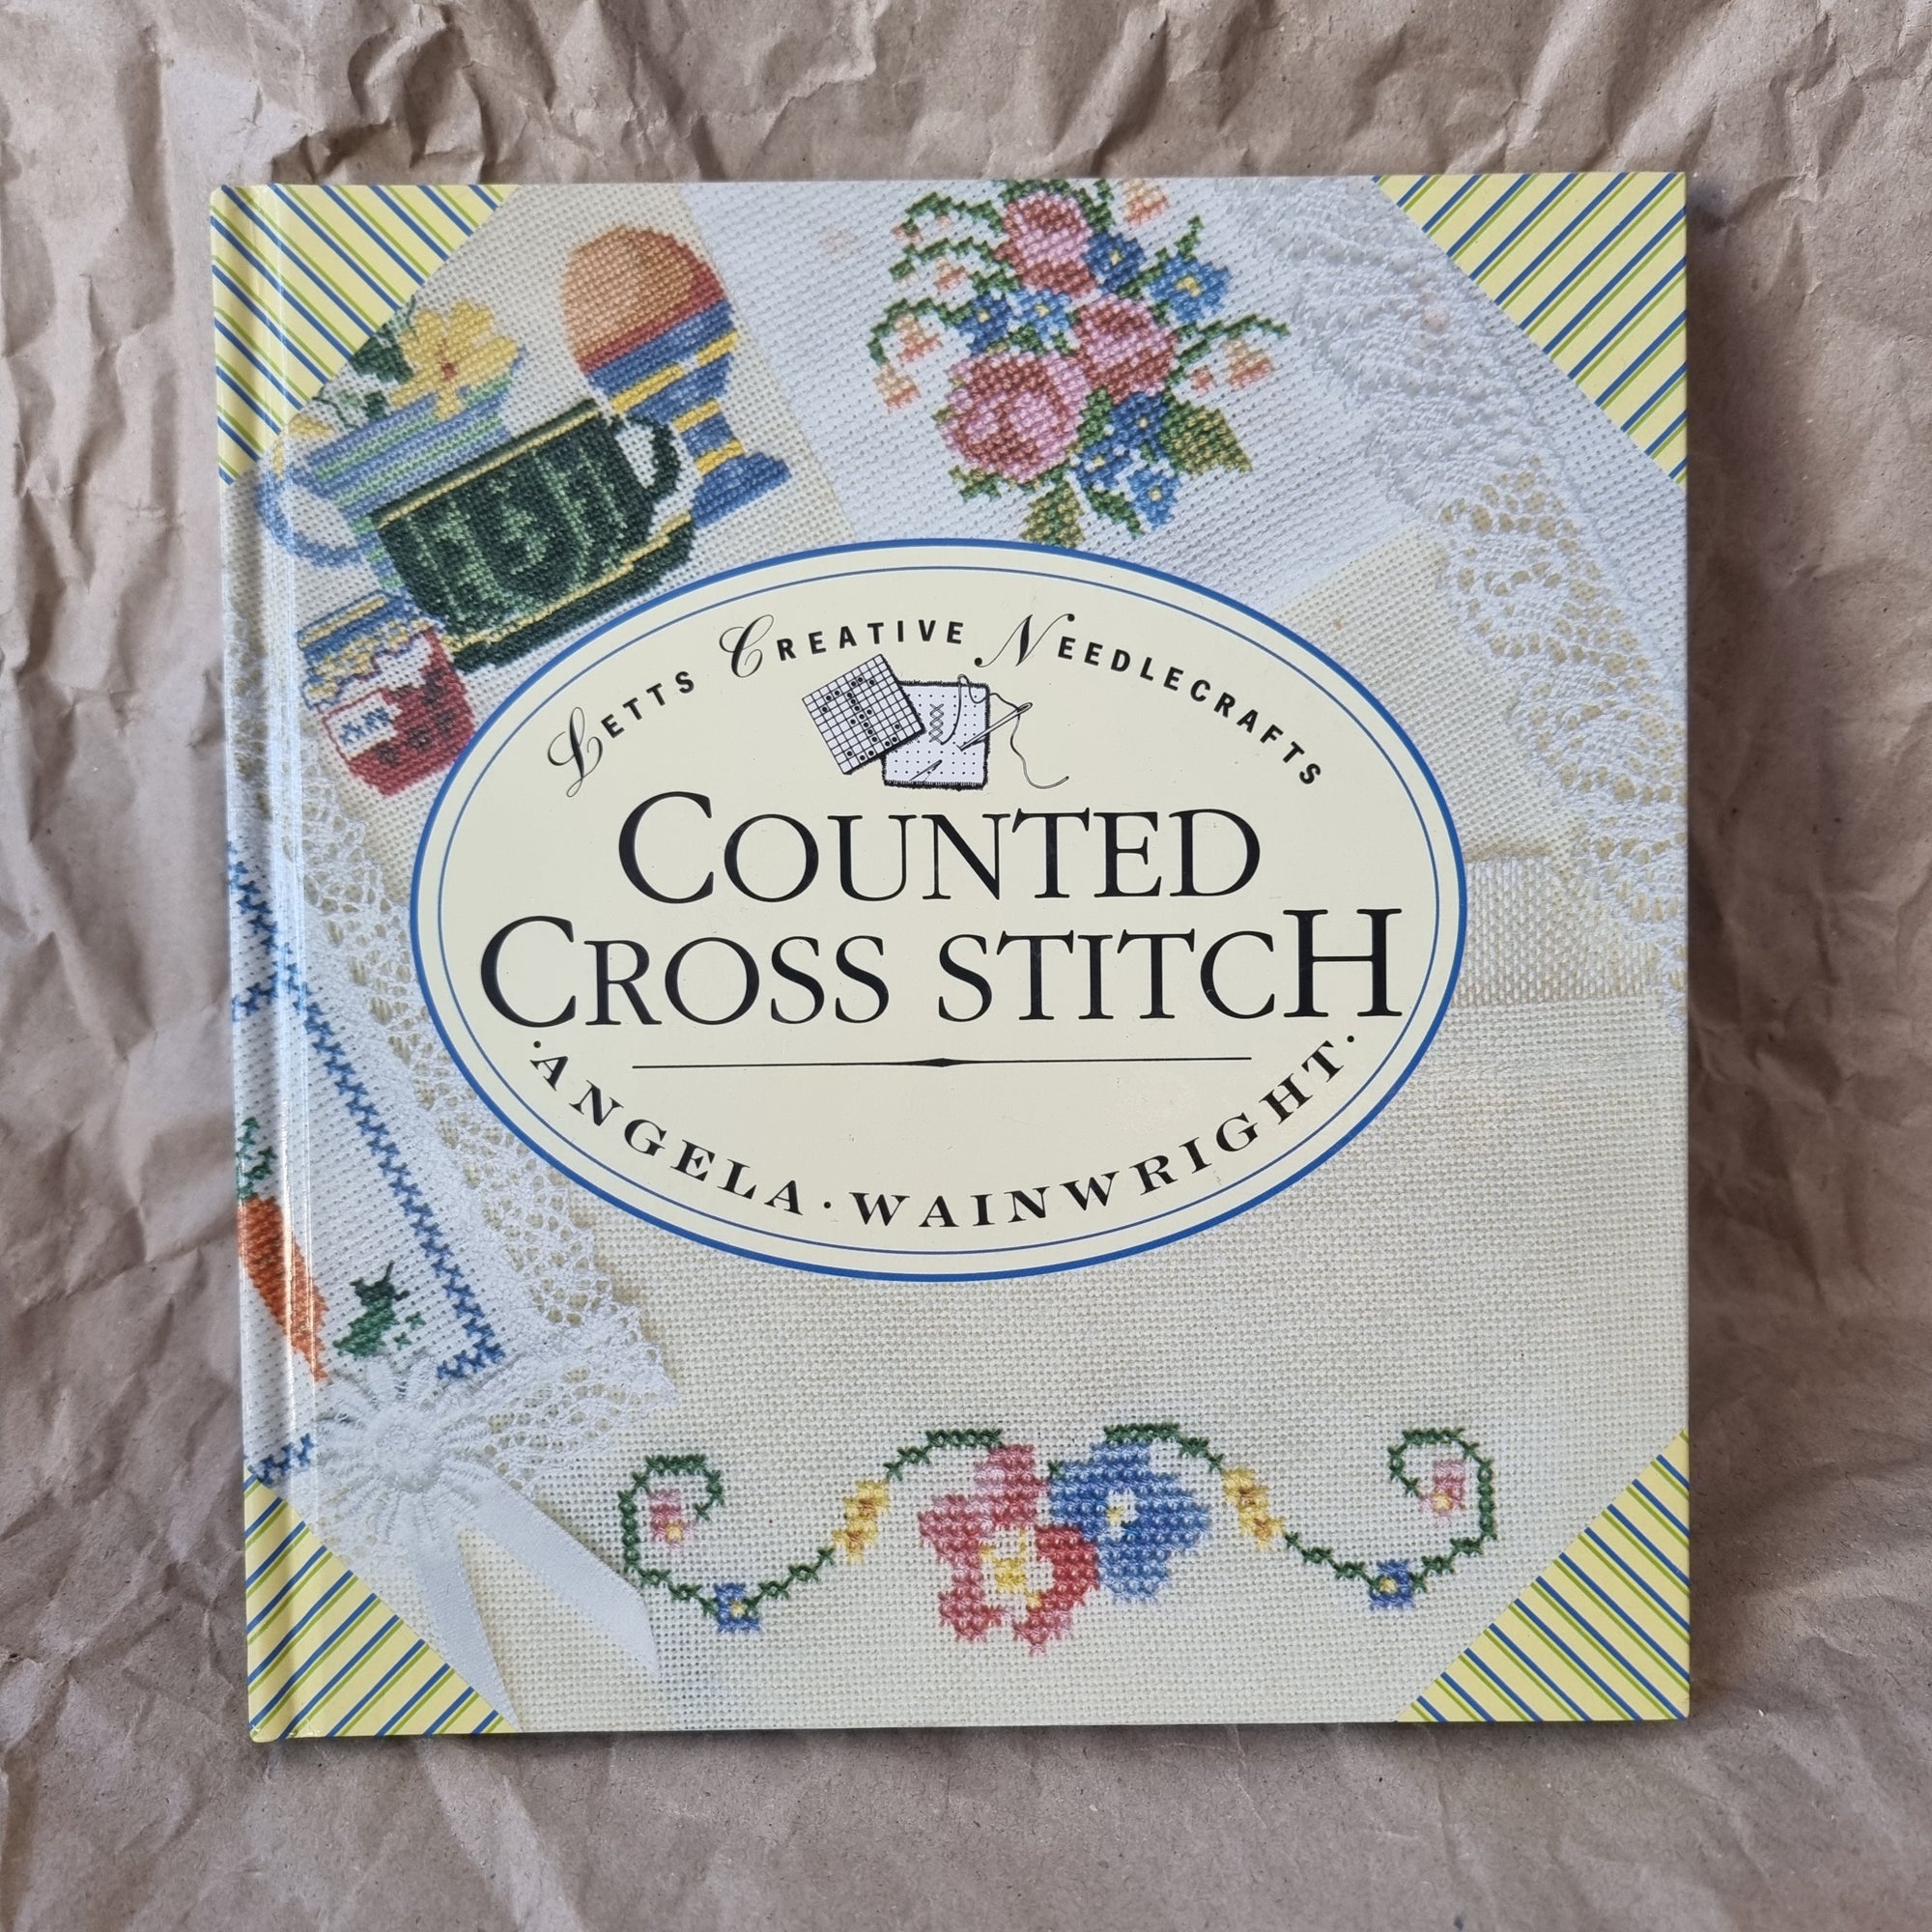 LETTS CREATIVE NEEDLECRAFTS
COUNTED
CROSS STITCH
·ANGELA·WAINWRIGHT·